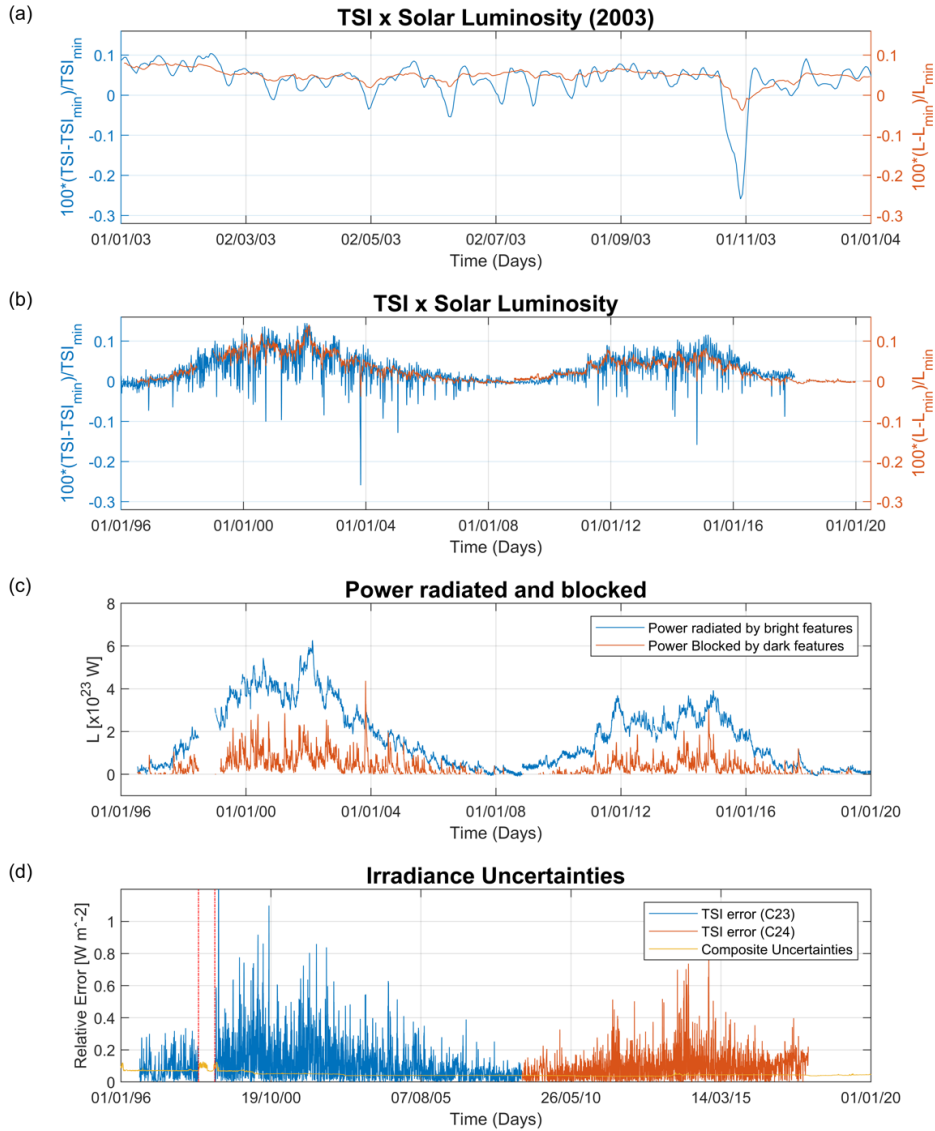 (a)
TSI x Solar Luminosity (2003)
100*(TSI-TSI_min)/TSI_min
0.1
0
-0.1
-0.2
-0.3
0.1
0
-0.1
-0.2
-0.3
100*(L-L_min)/L_min
01/01/03 02/03/03 02/05/03 02/07/03 01/09/03 01/11/03 01/01/04
Time (Days)
(b)
TSI x Solar Luminosity
100*(TSI-TSI_min)/TSI_min
0.1
0
-0.1
-0.2
-0.3
0.1
0
-0.1
-0.2
-0.3
100*(L-L_min)/L_min
01/01/96 01/01/00 01/01/04 01/01/08 01/01/12 01/01/16 01/01/20
Time (Days)
(c)
Power radiated and blocked
L [x10^23 W]
8
6
4
2
0
Power radiated by bright features
Power Blocked by dark features
01/01/96 01/01/00 01/01/04 01/01/08 01/01/12 01/01/16 01/01/20
Time (Days)
(d)
Irradiance Uncertainties
Relative Error [W m^-2]
1
0.8
0.6
0.4
0.2
0
TSI error (C23)
TSI error (C24)
Composite Uncertainties
01/01/96 19/10/00 07/08/05 26/05/10 14/03/15 01/01/20
Time (Days)